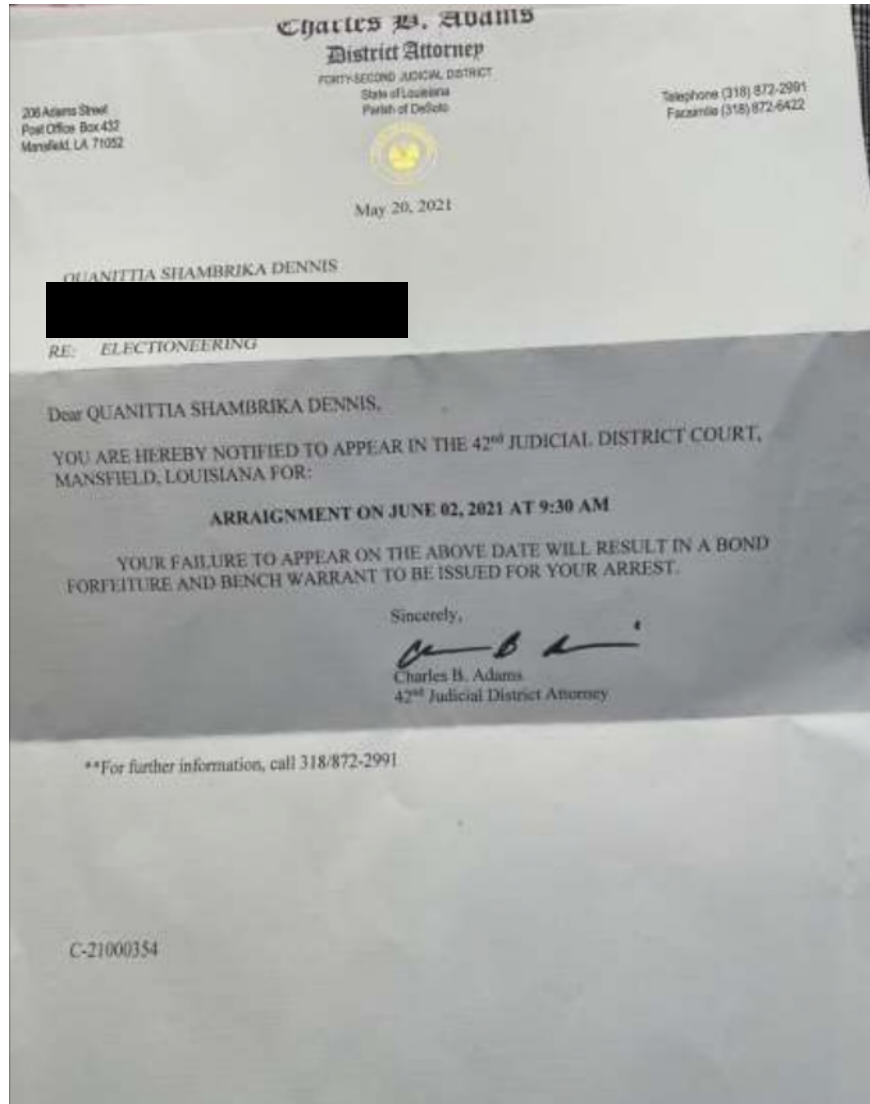 Charles B. Adams
District Attorney
FORTY-SECOND JUDICIAL DISTRICT
State of Louisiana
Parish of DeSoto
206 Adams Street
Post Office Box 432
Mansfield, LA 71052
Telephone (318) 872-2991
Facsimile (318) 872-6422
May 20, 2021
QUANITTIA SHAMBRIKA DENNIS
RE: ELECTIONEERING
Dear QUANITTIA SHAMBRIKA DENNIS,
YOU ARE HEREBY NOTIFIED TO APPEAR IN THE 42nd JUDICIAL DISTRICT COURT,
MANSFIELD, LOUISIANA FOR:
ARRAIGNMENT ON JUNE 02, 2021 AT 9:30 AM
YOUR FAILURE TO APPEAR ON THE ABOVE DATE WILL RESULT IN A BOND
FORFEITURE AND BENCH WARRANT TO BE ISSUED FOR YOUR ARREST.
Sincerely,
Charles B. Adams
42nd Judicial District Attorney
**For further information, call 318/872-2991
C-21000354